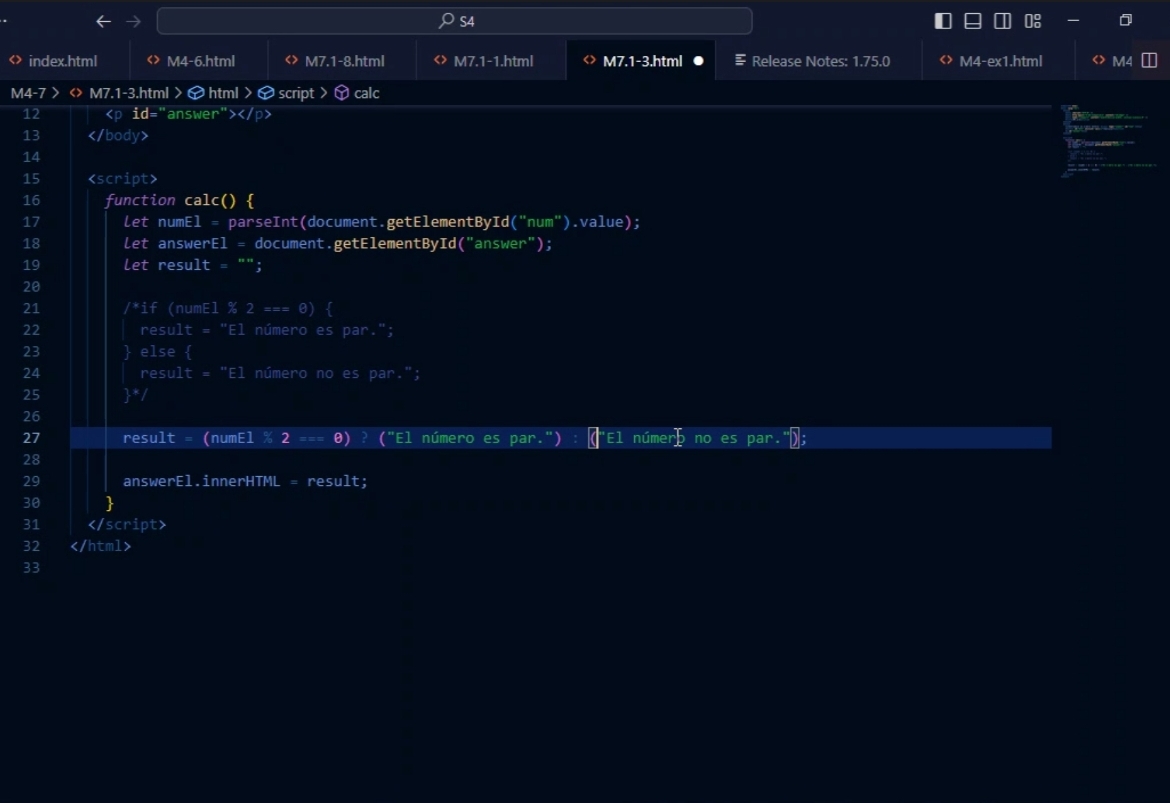 S4
index.html M4-6.html M7.1-8.html M7.1-1.html M7.1-3.html Release Notes: 1.75.0 M4-ex1.html M4
M4-7 > M7.1-3.html > html > script > calc
12 <p id="answer"></p>
13 </body>
14
15 <script>
16 function calc() {
17 let numEl = parseInt(document.getElementById("num").value);
18 let answerEl = document.getElementById("answer");
19 let result = "";
20
21 /*if (numEl % 2 === 0) {
22 result = "El número es par.";
23 } else {
24 result = "El número no es par.";
25 }*/
26
27 result = (numEl % 2 === 0) ? ("El número es par.") : ("El número no es par.");
28
29 answerEl.innerHTML = result;
30 }
31 </script>
32 </html>
33